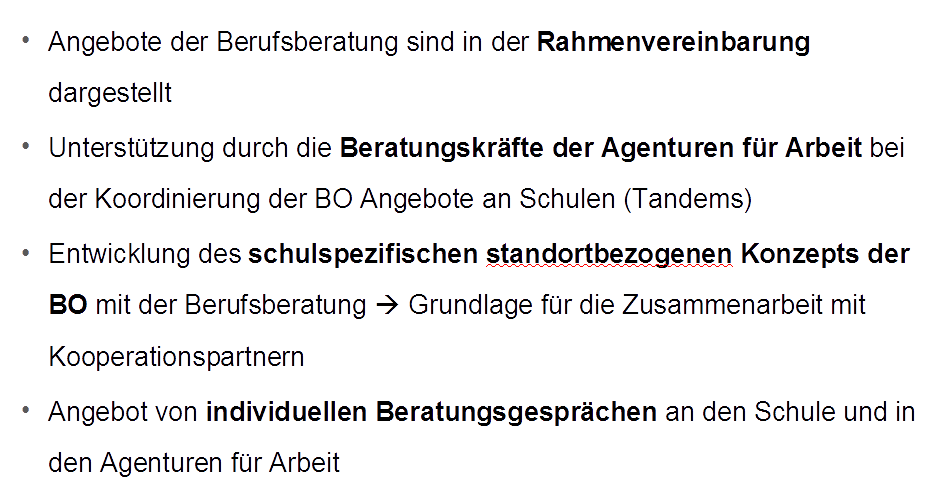 • Angebote der Berufsberatung sind in der Rahmenvereinbarung
dargestellt
• Unterstützung durch die Beratungskräfte der Agenturen für Arbeit bei
der Koordinierung der BO Angebote an Schulen (Tandems)
• Entwicklung des schulspezifischen standortbezogenen Konzepts der
BO mit der Berufsberatung → Grundlage für die Zusammenarbeit mit
Kooperationspartnern
• Angebot von individuellen Beratungsgesprächen an den Schule und in
den Agenturen für Arbeit